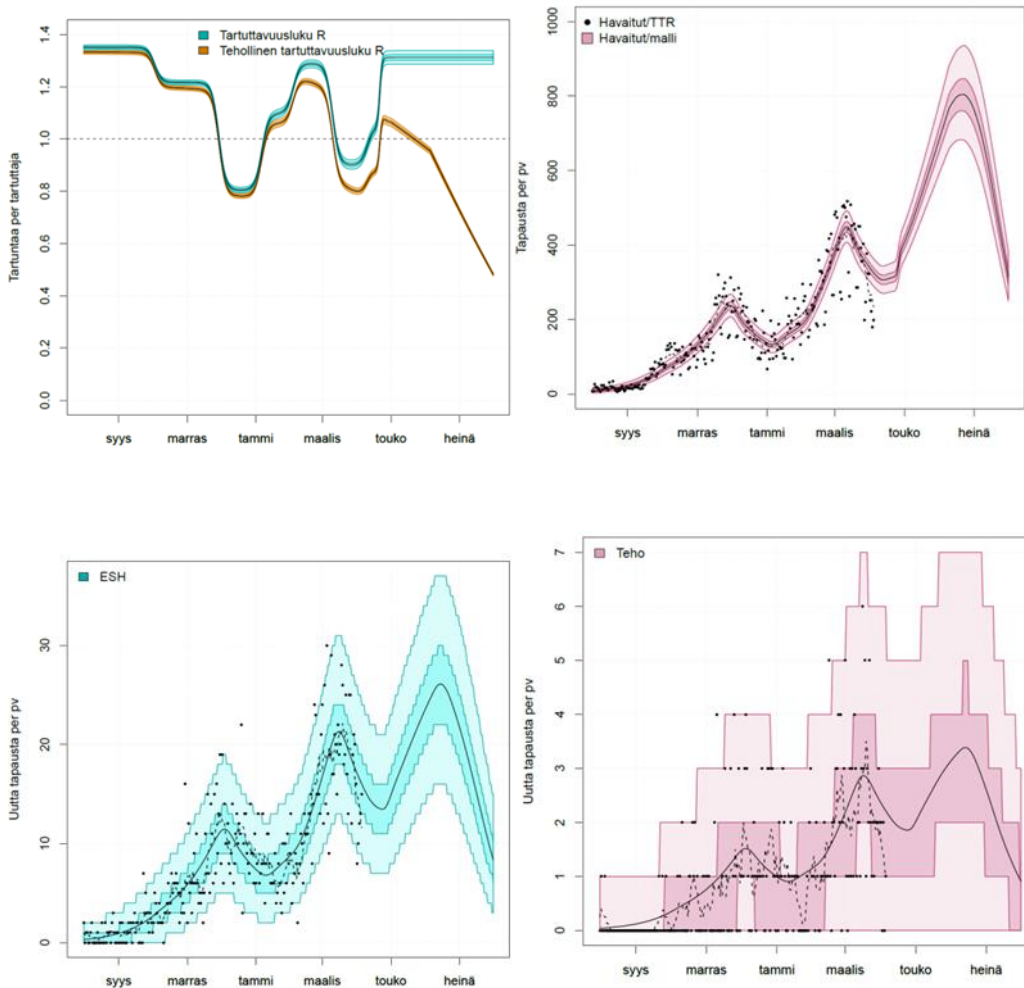 Tartuttavuusluku R
Tehollinen tartuttavuusluku R
Tartuntaa per tartuttaja
1.4
1.2
1.0
0.8
0.6
0.4
0.2
0.0
syys marras tammi maalis touko heinä
Havaitut/TTR
Havaitut/malli
Tapausta per pv
1000
800
600
400
200
0
syys marras tammi maalis touko heinä
ESH
Uutta tapausta per pv
30
20
10
0
syys marras tammi maalis touko heinä
Teho
Uutta tapausta per pv
7
6
5
4
3
2
1
0
syys marras tammi maalis touko heinä